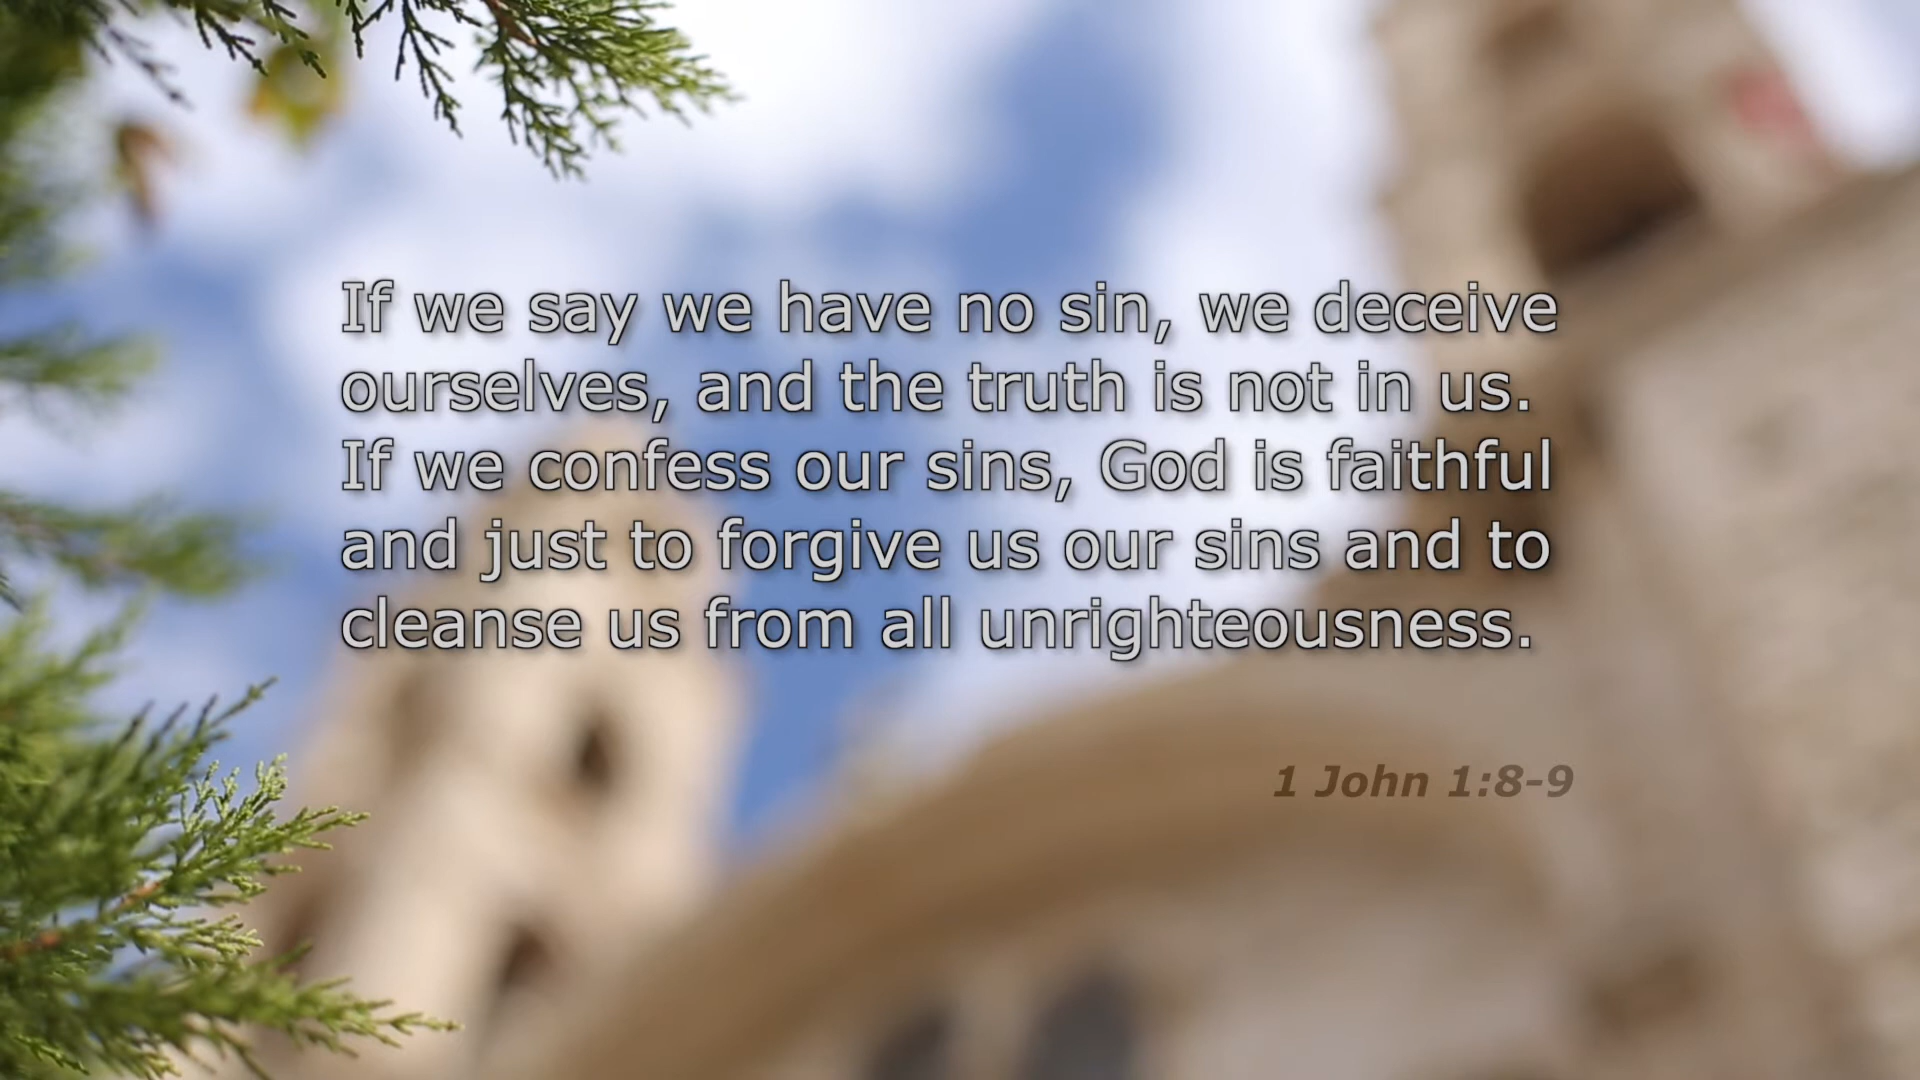 If we say we have no sin, we deceive
ourselves, and the truth is not in us.
If we confess our sins, God is faithful
and just to forgive us our sins and to
cleanse us from all unrighteousness.
1 John 1:8-9